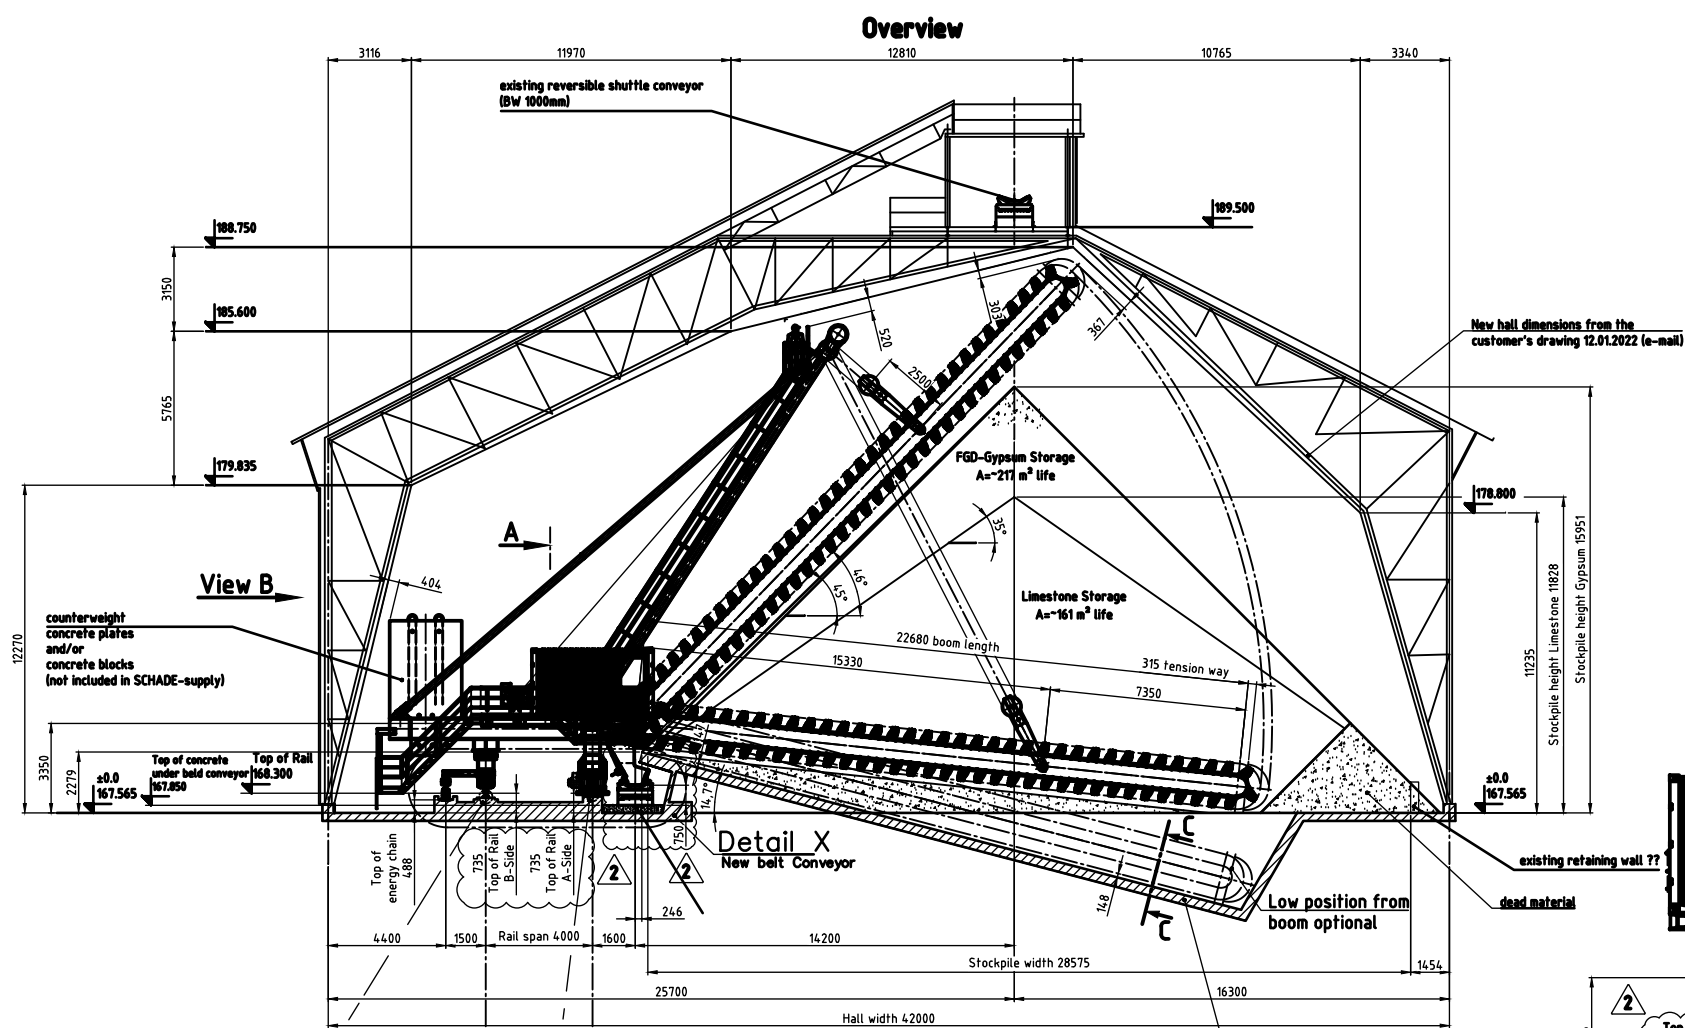 Overview
3116
11970
12810
10765
3340
existing reversible shuttle conveyor
(BW 1000mm)
188.750
189.500
3150
185.600
303
367
520
2500
New hall dimensions from the
customer's drawing 12.01.2022 (e-mail)
5765
179.835
FGD-Gypsum Storage
A=~217 m² life
178.800
35°
A
View B
404
46°
45°
Limestone Storage
A=~161 m² life
counterweight
concrete plates
and/or
concrete blocks
(not included in SCHADE-supply)
12270
22680 boom length
15330
315 tension way
7350
11235
Stockpile height Limestone 11828
Stockpile height Gypsum 15951
3350
2279
±0.0
167.565
Top of concrete
under beld conveyor
167.850
Top of Rail
168.300
14.7°
±0.0
167.565
750
Detail X
New belt Conveyor
C
C
148
existing retaining wall ??
dead material
Low position from
boom optional
Top of
energy chain
488
735
Top of Rail
B-Side
735
Top of Rail
A-Side
2
2
246
4400
1500
Rail span 4000
1600
14200
Stockpile width 28575
1454
25700
16300
Hall width 42000
2